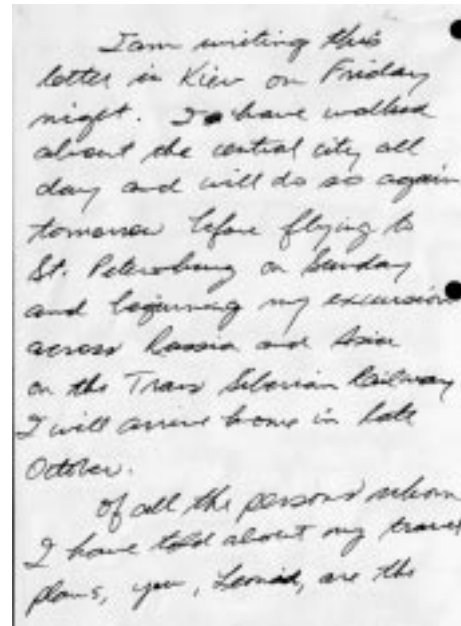 I am writing this
letter in Kiev on Friday
night. I have walked
about the central city all
day and will do so again
tomorrow before flying to
St. Petersburg on Sunday
and beginning my excursion
across Russia and Asia
on the Trans Siberian Railway
I will arrive home in late
October.
Of all the persons whom
I have told about my travel
plans, you, Leonid, are the